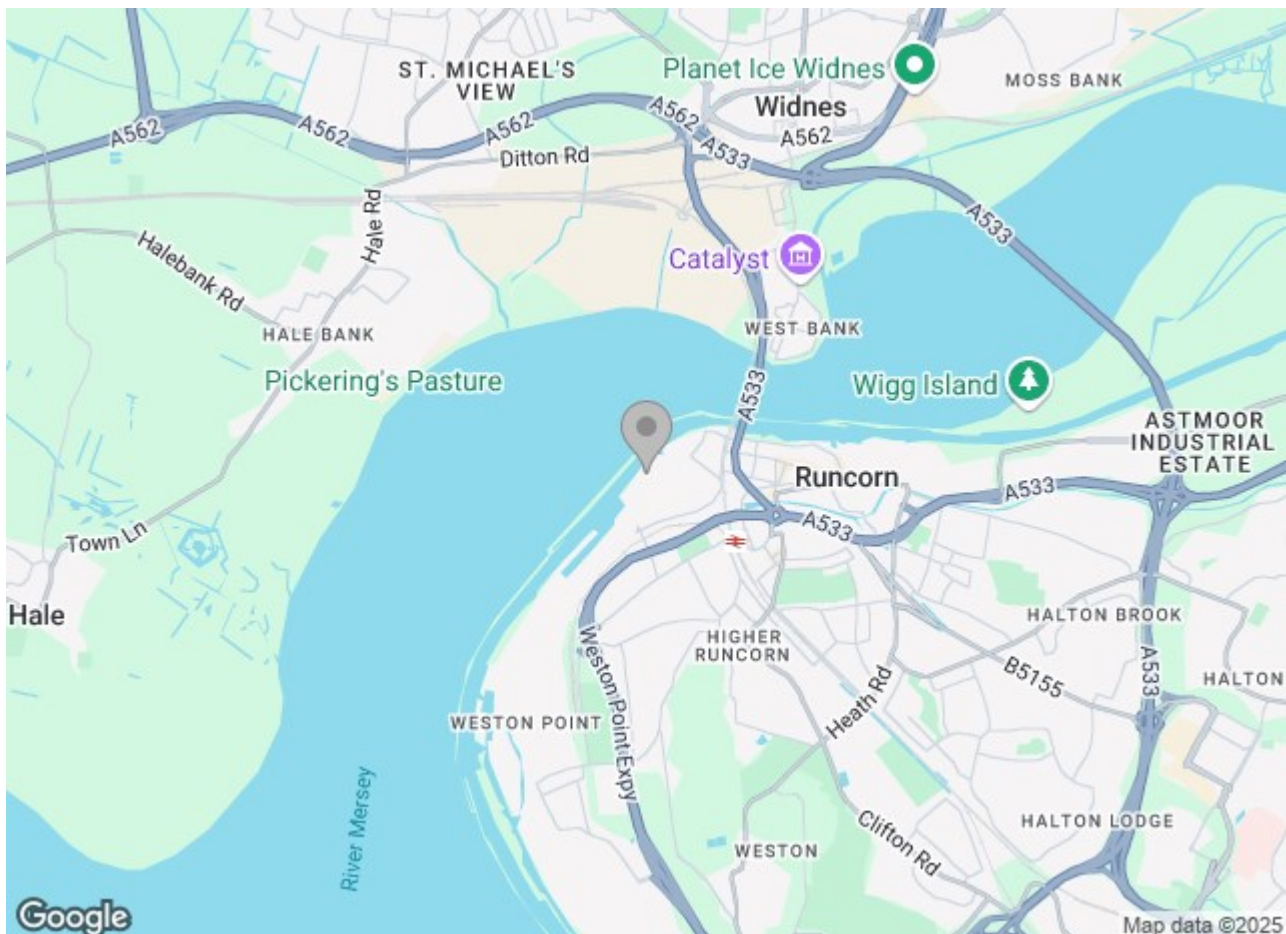 ST. MICHAEL'S
VIEW
Planet Ice Widnes
MOSS BANK
Widnes
A562
A562
A562
A562
A562
A533
Ditton Rd
Hale Rd
A533
Halebank Rd
Catalyst
HALE BANK
WEST BANK
Pickering's Pasture
A533
Wigg Island
ASTMOOR
INDUSTRIAL
ESTATE
Runcorn
A533
A533
Town Ln
Hale
HIGHER
RUNCORN
HALTON BROOK
Weston Point Expy
Heath Rd
B5155
A533
HALTON
WESTON POINT
River Mersey
Clifton Rd
HALTON LODGE
WESTON
Google
Map data ©2025